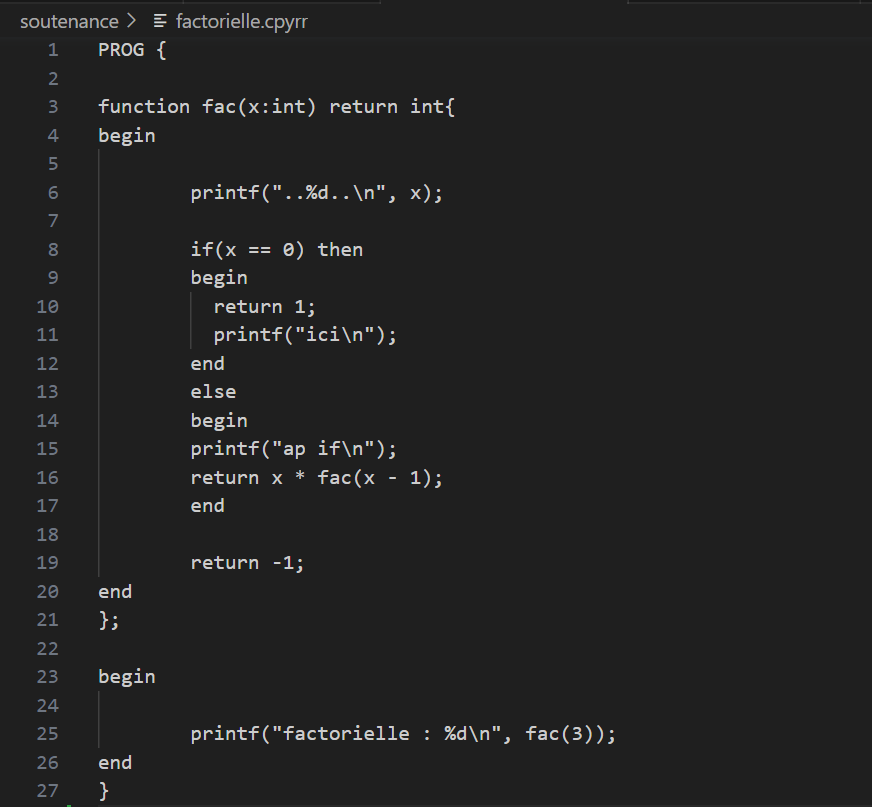 soutenance > factorielle.cpyrr
1 PROG {
2
3 function fac(x:int) return int{
4 begin
5
6 printf("..%d..\n", x);
7
8 if(x == 0) then
9 begin
10 return 1;
11 printf("ici\n");
12 end
13 else
14 begin
15 printf("ap if\n");
16 return x * fac(x - 1);
17 end
18
19 return -1;
20 end
21 };
22
23 begin
24
25 printf("factorielle : %d\n", fac(3));
26 end
27 }